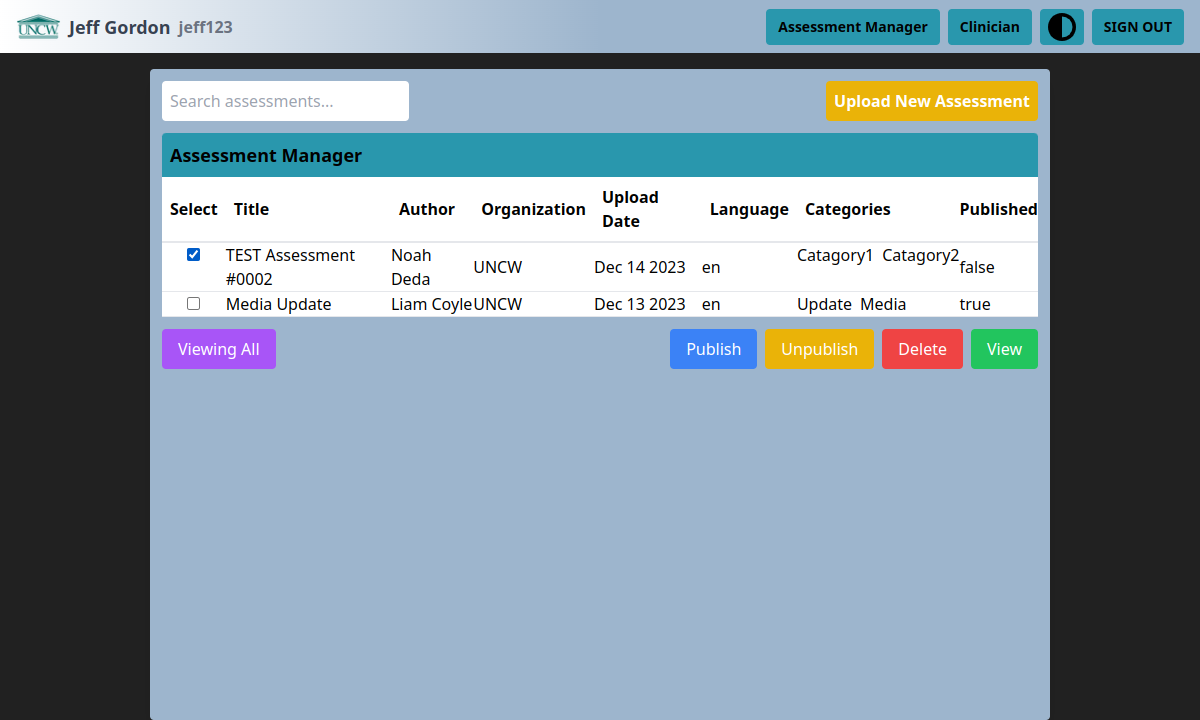 UNCW Jeff Gordon jeff123 Assessment Manager Clinician SIGN OUT
Search assessments... Upload New Assessment
Assessment Manager
Select Title Author Organization Upload Date Language Categories Published
TEST Assessment #0002 Noah Deda UNCW Dec 14 2023 en Catagory1 Catagory2 false
Media Update Liam Coyle UNCW Dec 13 2023 en Update Media true
Viewing All Publish Unpublish Delete View